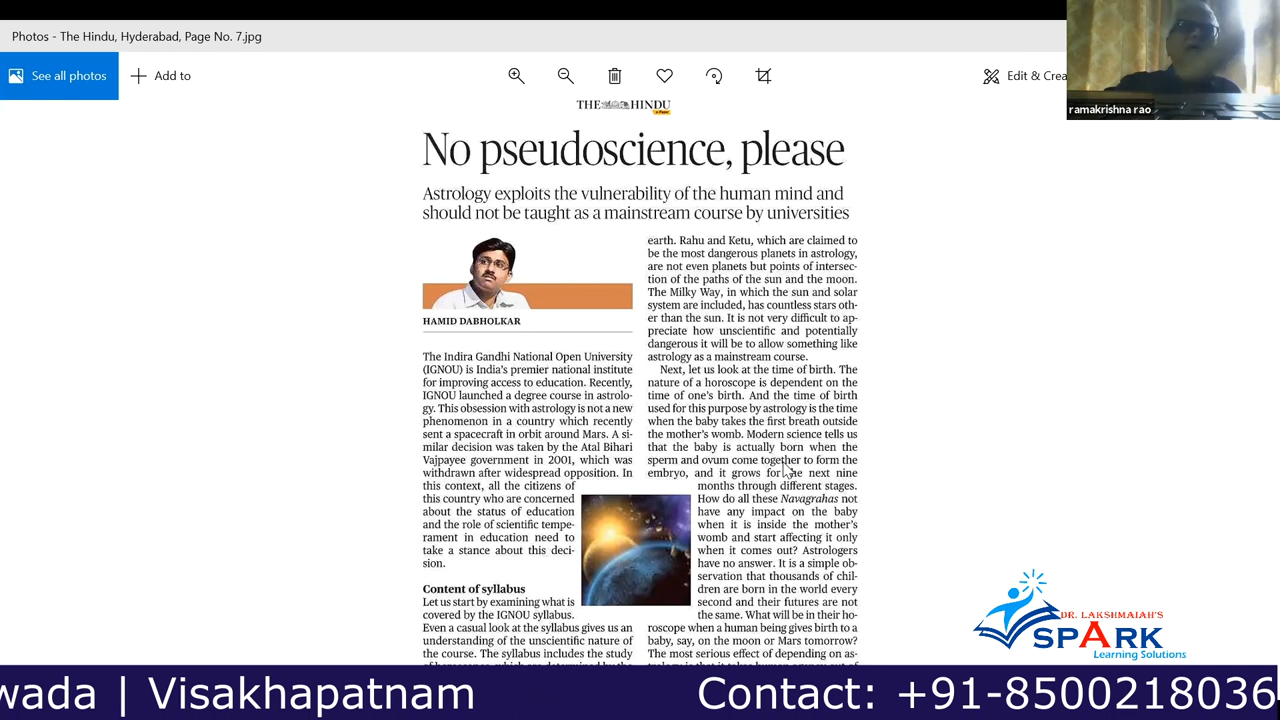 Photos - The Hindu, Hyderabad, Page No. 7.jpg
See all photos
Add to
Edit & Crea
ramakrishna rao
THE HINDU
No pseudoscience, please
Astrology exploits the vulnerability of the human mind and
should not be taught as a mainstream course by universities
HAMID DABHOLKAR
The Indira Gandhi National Open University
(IGNOU) is India's premier national institute
for improving access to education. Recently,
IGNOU launched a degree course in astrolo-
gy. This obsession with astrology is not a new
phenomenon in a country which recently
sent a spacecraft in orbit around Mars. A si-
milar decision was taken by the Atal Bihari
Vajpayee government in 2001, which was
withdrawn after widespread opposition. In
this context, all the citizens of
this country who are concerned
about the status of education
and the role of scientific tempe-
rament in education need to
take a stance about this deci-
sion.
Content of syllabus
Let us start by examining what is
covered by the IGNOU syllabus.
Even a casual look at the syllabus gives us an
understanding of the unscientific nature of
the course. The syllabus includes the study
earth. Rahu and Ketu, which are claimed to
be the most dangerous planets in astrology,
are not even planets but points of intersec-
tion of the paths of the sun and the moon.
The Milky Way, in which the sun and solar
system are included, has countless stars oth-
er than the sun. It is not very difficult to ap-
preciate how unscientific and potentially
dangerous it will be to allow something like
astrology as a mainstream course.
Next, let us look at the time of birth. The
nature of a horoscope is dependent on the
time of one's birth. And the time of birth
used for this purpose by astrology is the time
when the baby takes the first breath outside
the mother's womb. Modern science tells us
that the baby is actually born when the
sperm and ovum come together to form the
embryo, and it grows for the next nine
months through different stages.
How do all these Navagrahas not
have any impact on the baby
when it is inside the mother's
womb and start affecting it only
when it comes out? Astrologers
have no answer. It is a simple ob-
servation that thousands of chil-
dren are born in the world every
second and their futures are not
the same. What will be in their ho-
roscope when a human being gives birth to a
baby, say, on the moon or Mars tomorrow?
The most serious effect of depending on as-
DR. LAKSHMAIAH'S
SPARK
Learning Solutions
wada | Visakhapatnam
Contact: +91-8500218036